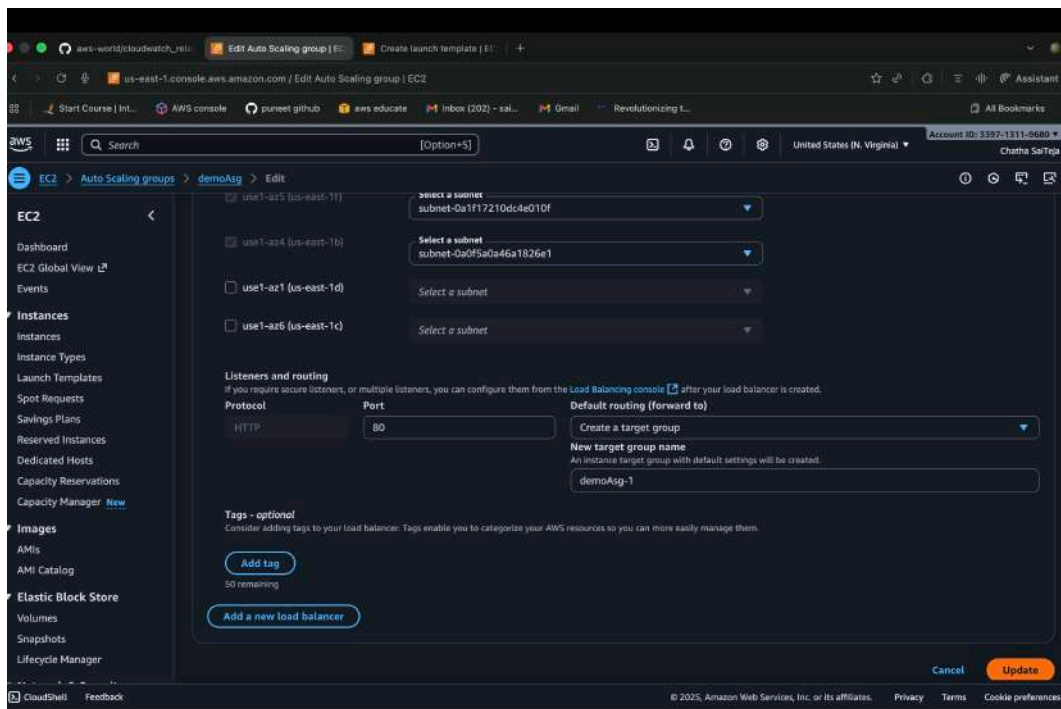 aws-world/cloudwatch_rela
Edit Auto Scaling group | EC
Create launch template | EC
us-east-1.console.aws.amazon.com / Edit Auto Scaling group | EC2
Assistant
Start Course | Int...
AWS console
puneet github
aws educate
Inbox (202) - sai...
Gmail
Revolutionizing t...
All Bookmarks
aws
Search
[Option+S]
United States (N. Virginia)
Account ID: 3397-1311-9680
Chatha SaiTeja
EC2 > Auto Scaling groups > demoAsg > Edit
EC2
Dashboard
EC2 Global View
Events
Instances
Instances
Instance Types
Launch Templates
Spot Requests
Savings Plans
Reserved Instances
Dedicated Hosts
Capacity Reservations
Capacity Manager New
Images
AMIs
AMI Catalog
Elastic Block Store
Volumes
Snapshots
Lifecycle Manager
use1-az5 (us-east-1f)
Select a subnet
subnet-0a1f17210dc4e010f
use1-az4 (us-east-1b)
Select a subnet
subnet-0a0f5a0a46a1826e1
use1-az1 (us-east-1d)
Select a subnet
use1-az6 (us-east-1c)
Select a subnet
Listeners and routing
If you require secure listeners, or multiple listeners, you can configure them from the Load Balancing console after your load balancer is created.
Protocol
Port
Default routing (forward to)
HTTP
80
Create a target group
New target group name
An instance target group with default settings will be created.
demoAsg-1
Tags - optional
Consider adding tags to your load balancer. Tags enable you to categorize your AWS resources so you can more easily manage them.
Add tag
50 remaining
Add a new load balancer
Cancel
Update
CloudShell
Feedback
© 2025, Amazon Web Services, Inc. or its affiliates.
Privacy
Terms
Cookie preferences